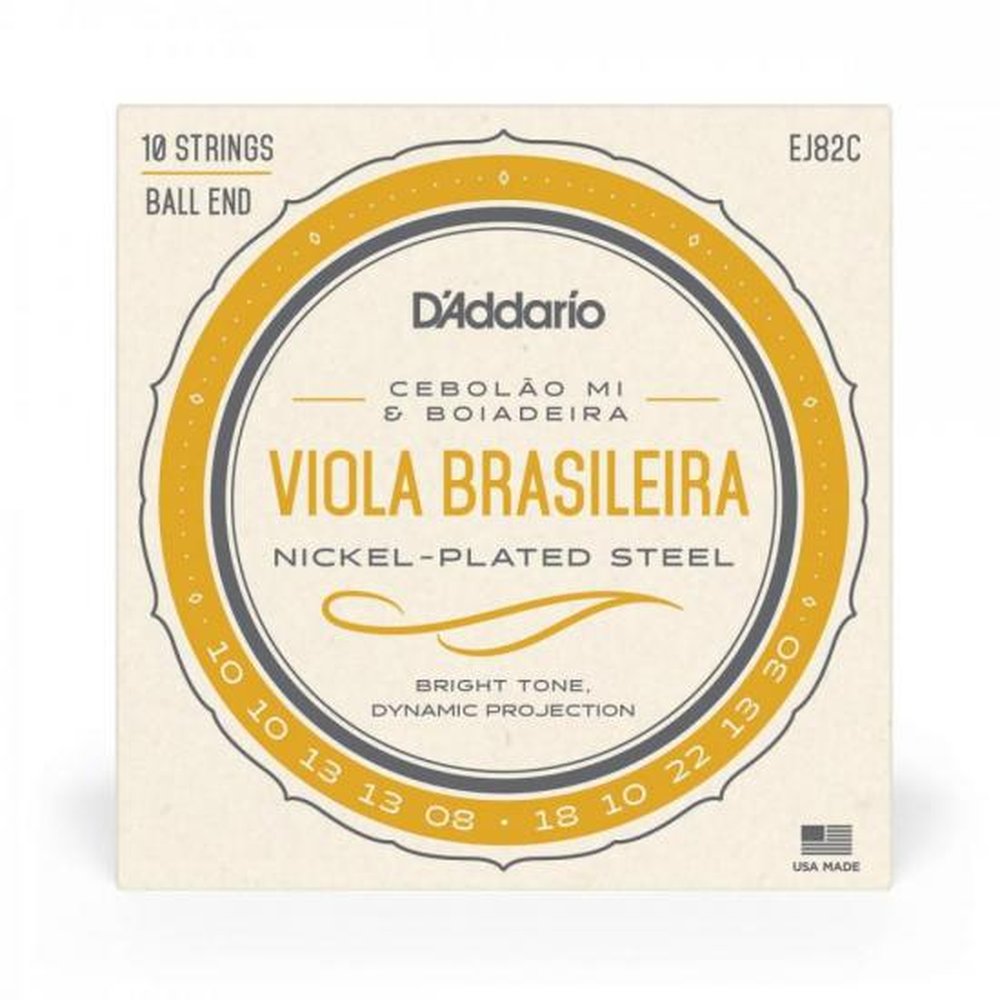 10 STRINGS
BALL END
EJ82C
D'Addario
CEBOLÃO MI
& BOIADEIRA
VIOLA BRASILEIRA
NICKEL-PLATED STEEL
BRIGHT TONE,
DYNAMIC PROJECTION
10 10 13 13 08 · 18 10 22 13 30
USA MADE